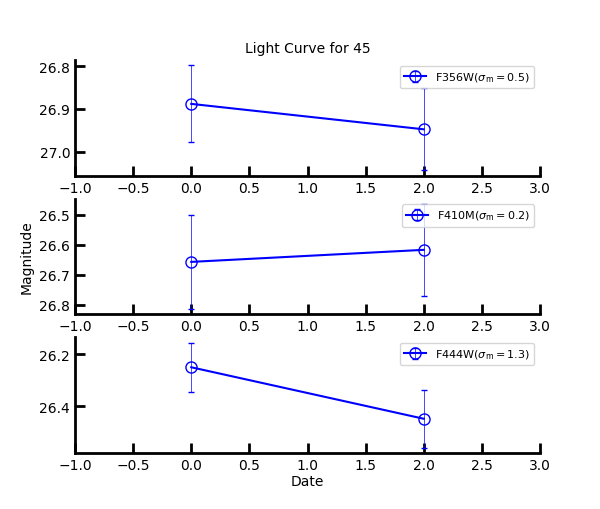 Light Curve for 45
26.8
26.9
27.0
F356W(σm = 0.5)
−1.0 −0.5 0.0 0.5 1.0 1.5 2.0 2.5 3.0
26.5
26.6
26.7
26.8
F410M(σm = 0.2)
−1.0 −0.5 0.0 0.5 1.0 1.5 2.0 2.5 3.0
26.2
26.4
F444W(σm = 1.3)
−1.0 −0.5 0.0 0.5 1.0 1.5 2.0 2.5 3.0
Date
Magnitude